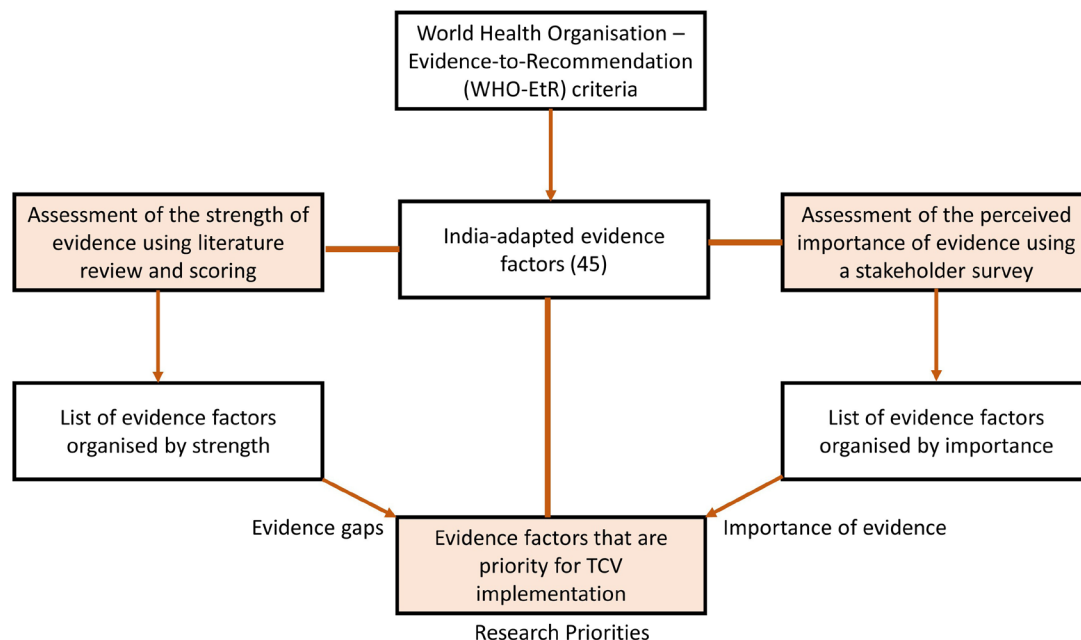 World Health Organisation –
Evidence-to-Recommendation
(WHO-EtR) criteria
Assessment of the strength of
evidence using literature
review and scoring
India-adapted evidence
factors (45)
Assessment of the perceived
importance of evidence using
a stakeholder survey
List of evidence factors
organised by strength
List of evidence factors
organised by importance
Evidence gaps
Evidence factors that are
priority for TCV
implementation
Importance of evidence
Research Priorities